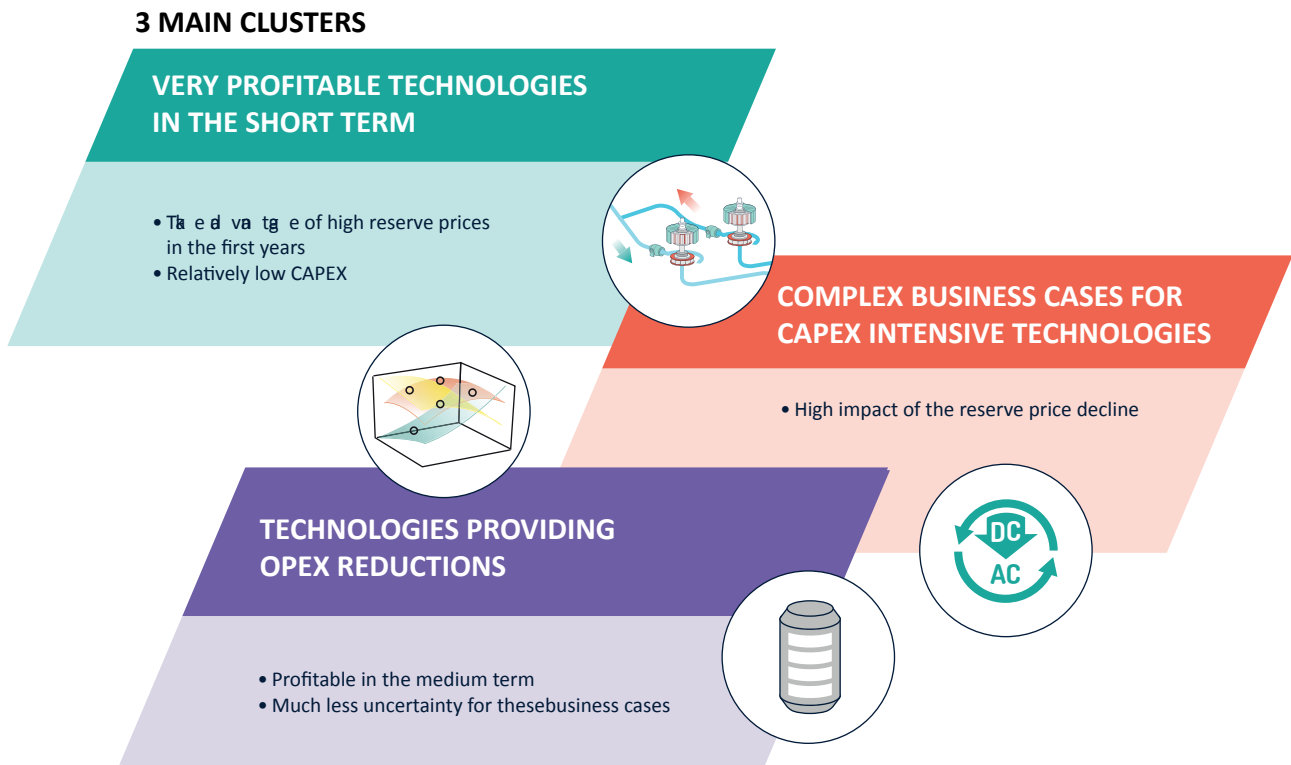 3 MAIN CLUSTERS
VERY PROFITABLE TECHNOLOGIES
IN THE SHORT TERM
• of high reserve prices
in the first years
• Relatively low CAPEX
COMPLEX BUSINESS CASES FOR
CAPEX INTENSIVE TECHNOLOGIES
• High impact of the reserve price decline
DC
AC
TECHNOLOGIES PROVIDING
OPEX REDUCTIONS
• Profitable in the medium term
• Much less uncertainty for thesebusiness cases